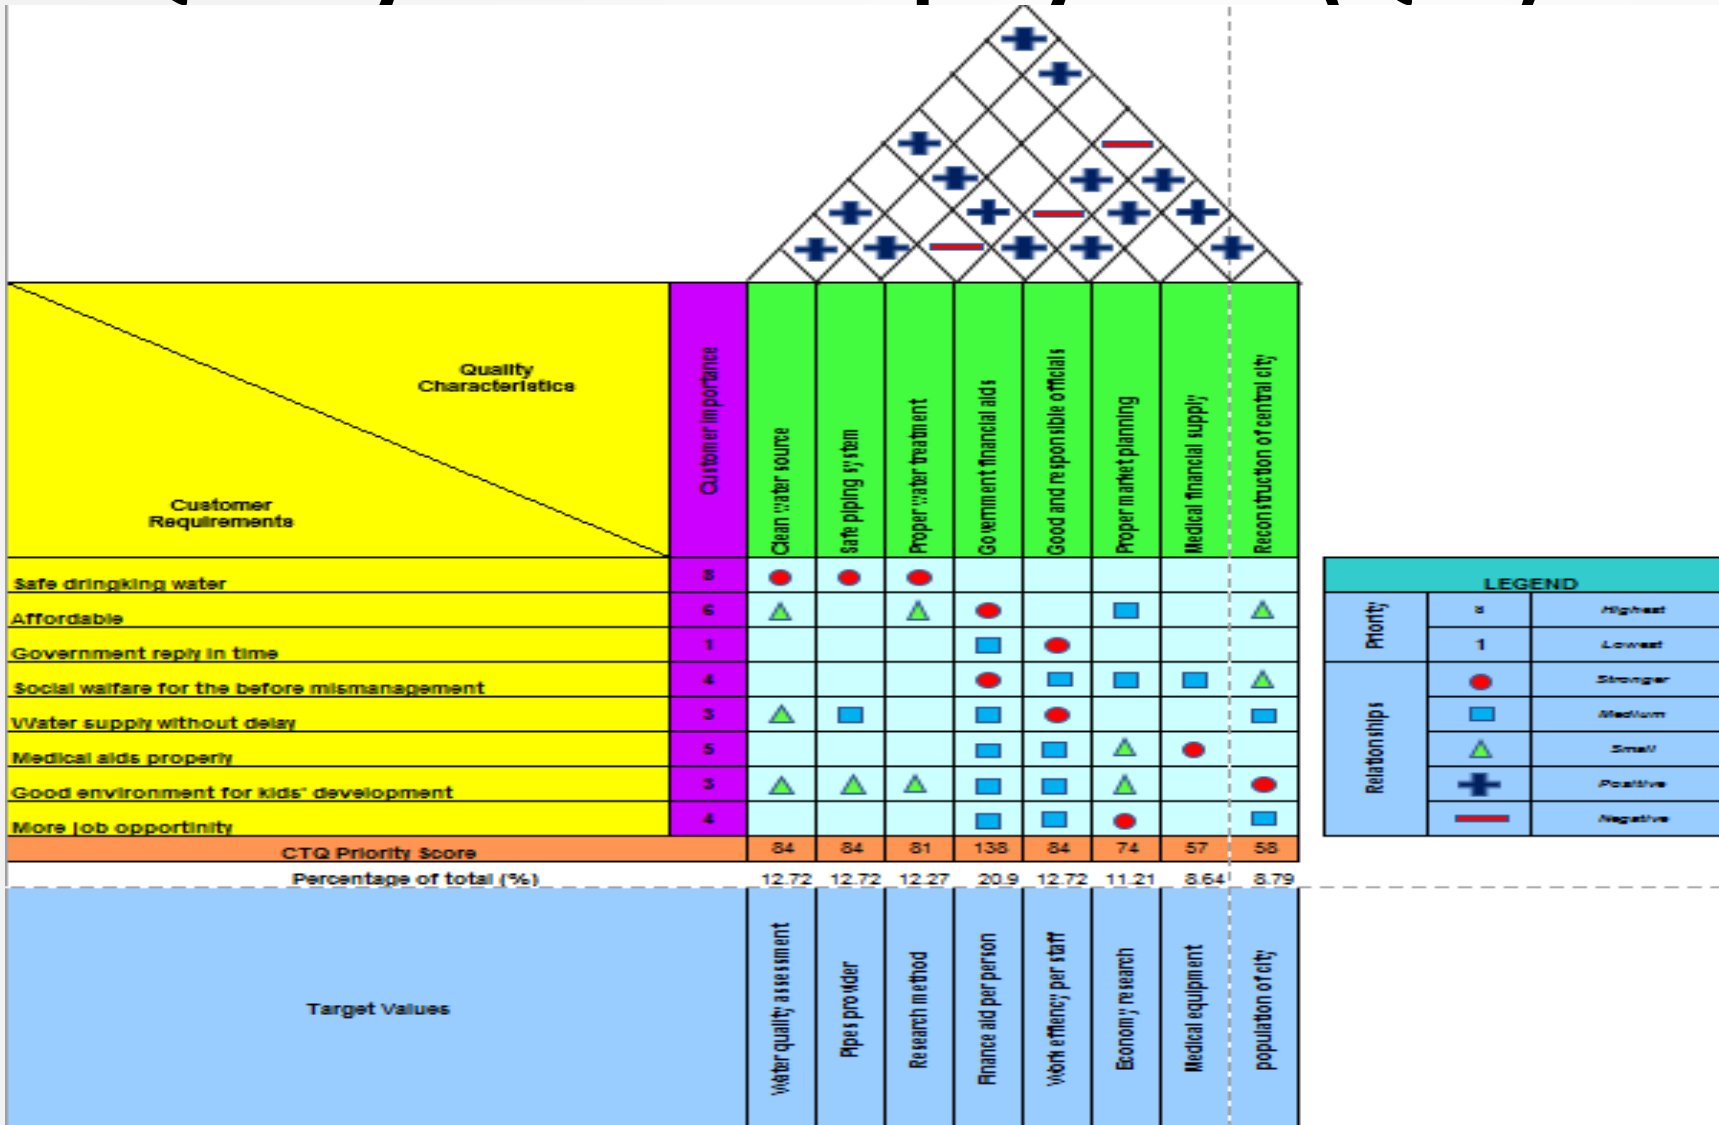 Quality
Characteristics
Customer
Requirements
Customer importance
Clean water source
Safe piping system
Proper water treatment
Government financial aids
Good and responsible officials
Proper market planning
Medical financial supply
Reconstruction of central city
Safe dringking water 8
Affordable 6
Government reply in time 1
Social walfare for the before mismanagement 4
Water supply without delay 3
Medical aids properly 5
Good environment for kids' development 3
More job opportinity 4
CTQ Priority Score 84 84 81 138 84 74 57 58
Percentage of total (%) 12.72 12.72 12.27 20.9 12.72 11.21 8.64 8.79
Target Values
Water quality assessment
Pipes provider
Research method
Finance aid per person
Work effiency per staff
Economy research
Medical equipment
population of city
LEGEND
Priority
8 Highest
1 Lowest
Relationships
Stronger
Medium
Small
Positive
Negative